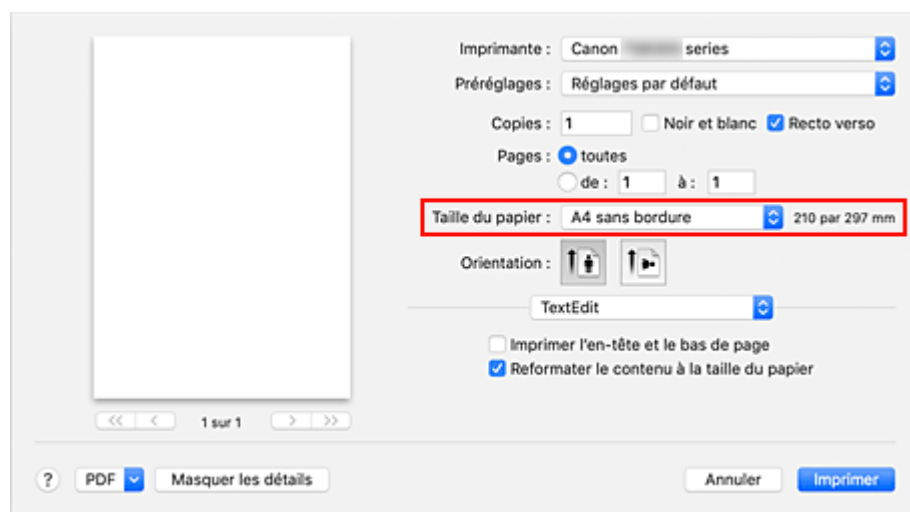 Imprimante : Canon series
Préréglages : Réglages par défaut
Copies : 1 Noir et blanc Recto verso
Pages : toutes
de : 1 à : 1
Taille du papier : A4 sans bordure 210 par 297 mm
Orientation :
TextEdit
Imprimer l'en-tête et le bas de page
Reformater le contenu à la taille du papier
1 sur 1
? PDF Masquer les détails Annuler Imprimer